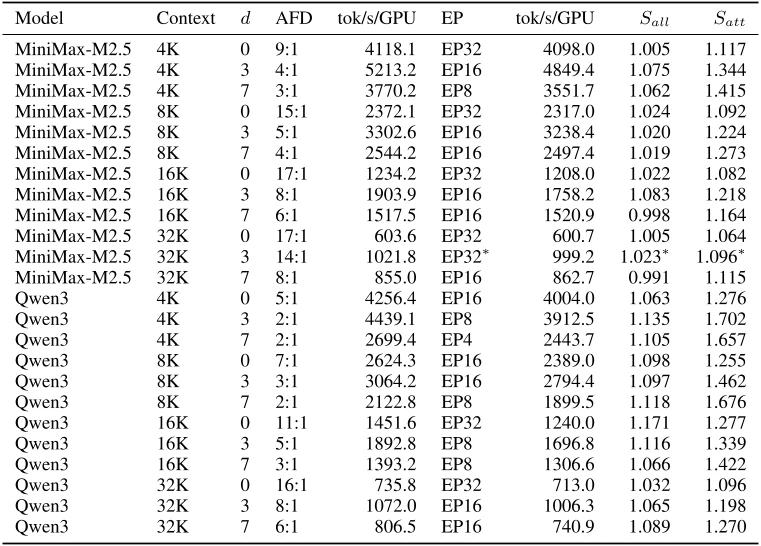 Model Context d AFD tok/s/GPU EP tok/s/GPU S_all S_att
MiniMax-M2.5 4K 0 9:1 4118.1 EP32 4098.0 1.005 1.117
MiniMax-M2.5 4K 3 4:1 5213.2 EP16 4849.4 1.075 1.344
MiniMax-M2.5 4K 7 3:1 3770.2 EP8 3551.7 1.062 1.415
MiniMax-M2.5 8K 0 15:1 2372.1 EP32 2317.0 1.024 1.092
MiniMax-M2.5 8K 3 5:1 3302.6 EP16 3238.4 1.020 1.224
MiniMax-M2.5 8K 7 4:1 2544.2 EP16 2497.4 1.019 1.273
MiniMax-M2.5 16K 0 17:1 1234.2 EP32 1208.0 1.022 1.082
MiniMax-M2.5 16K 3 8:1 1903.9 EP16 1758.2 1.083 1.218
MiniMax-M2.5 16K 7 6:1 1517.5 EP16 1520.9 0.998 1.164
MiniMax-M2.5 32K 0 17:1 603.6 EP32 600.7 1.005 1.064
MiniMax-M2.5 32K 3 14:1 1021.8 EP32* 999.2 1.023* 1.096*
MiniMax-M2.5 32K 7 8:1 855.0 EP16 862.7 0.991 1.115
Qwen3 4K 0 5:1 4256.4 EP16 4004.0 1.063 1.276
Qwen3 4K 3 2:1 4439.1 EP8 3912.5 1.135 1.702
Qwen3 4K 7 2:1 2699.4 EP4 2443.7 1.105 1.657
Qwen3 8K 0 7:1 2624.3 EP16 2389.0 1.098 1.255
Qwen3 8K 3 3:1 3064.2 EP16 2794.4 1.097 1.462
Qwen3 8K 7 2:1 2122.8 EP8 1899.5 1.118 1.676
Qwen3 16K 0 11:1 1451.6 EP32 1240.0 1.171 1.277
Qwen3 16K 3 5:1 1892.8 EP8 1696.8 1.116 1.339
Qwen3 16K 7 3:1 1393.2 EP8 1306.6 1.066 1.422
Qwen3 32K 0 16:1 735.8 EP32 713.0 1.032 1.096
Qwen3 32K 3 8:1 1072.0 EP16 1006.3 1.065 1.198
Qwen3 32K 7 6:1 806.5 EP16 740.9 1.089 1.270